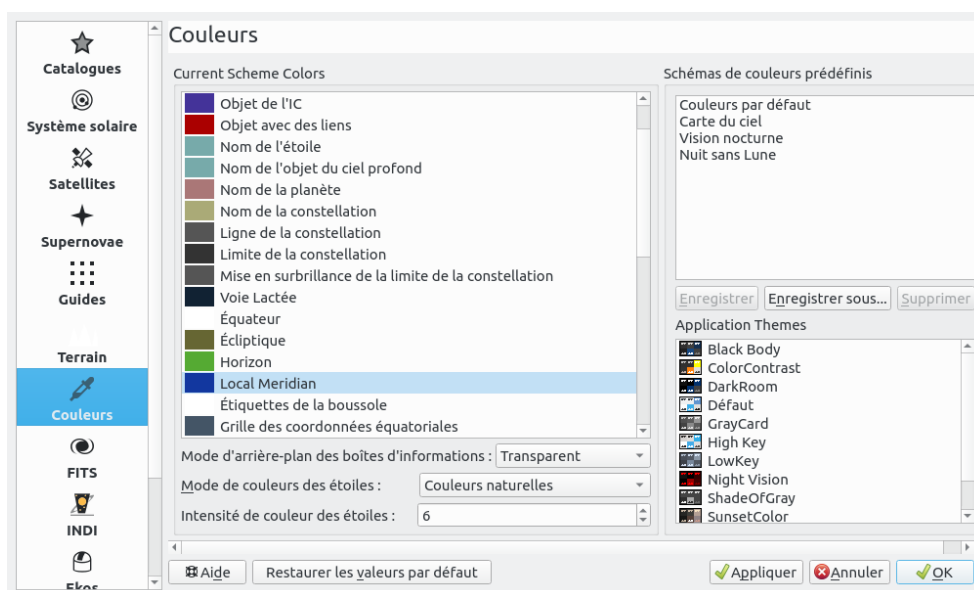 Catalogues
Système solaire
Satellites
Supernovae
Guides
Terrain
Couleurs
FITS
INDI
Ekos
Couleurs
Current Scheme Colors
Objet de l'IC
Objet avec des liens
Nom de l'étoile
Nom de l'objet du ciel profond
Nom de la planète
Nom de la constellation
Ligne de la constellation
Limite de la constellation
Mise en surbrillance de la limite de la constellation
Voie Lactée
Équateur
Écliptique
Horizon
Local Meridian
Étiquettes de la boussole
Grille des coordonnées équatoriales
Mode d'arrière-plan des boîtes d'informations : Transparent
Mode de couleurs des étoiles : Couleurs naturelles
Intensité de couleur des étoiles : 6
Schémas de couleurs prédéfinis
Couleurs par défaut
Carte du ciel
Vision nocturne
Nuit sans Lune
Enregistrer Enregistrer sous... Supprimer
Application Themes
Black Body
ColorContrast
DarkRoom
Défaut
GrayCard
High Key
LowKey
Night Vision
ShadeOfGray
SunsetColor
Aide Restaurer les valeurs par défaut Appliquer Annuler OK